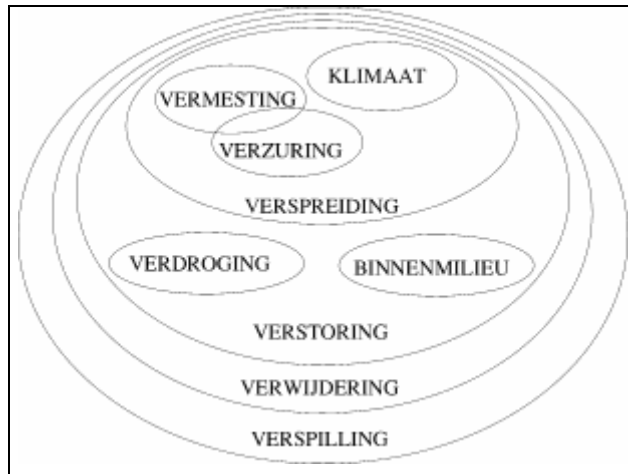 KLIMAAT
VERMESTING
VERZURING
VERSPREIDING
VERDROGING
BINNENMILIEU
VERSTORING
VERWIJDERING
VERSPILLING